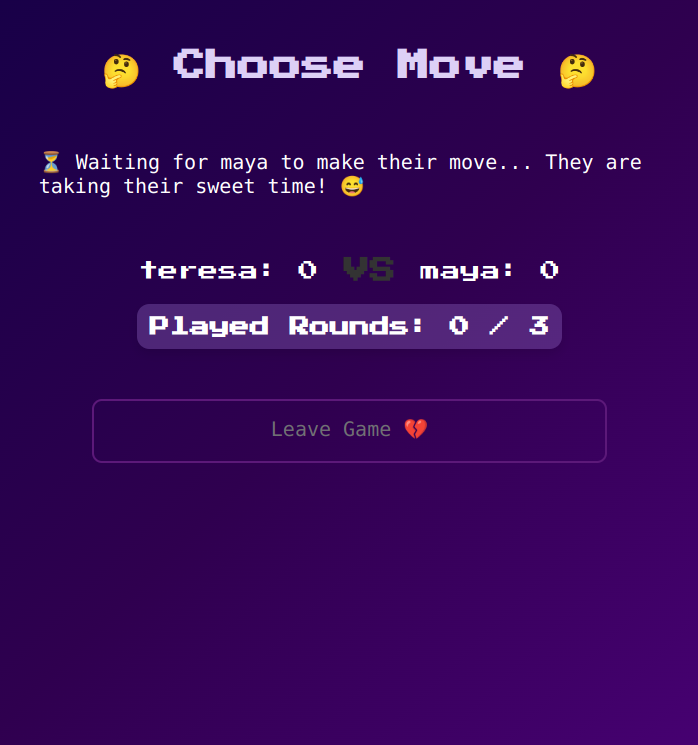 🤔 Choose Move 🤔
⏳ Waiting for maya to make their move... They are
taking their sweet time! 😅
teresa: 0 VS maya: 0
Played Rounds: 0 / 3
Leave Game 💔